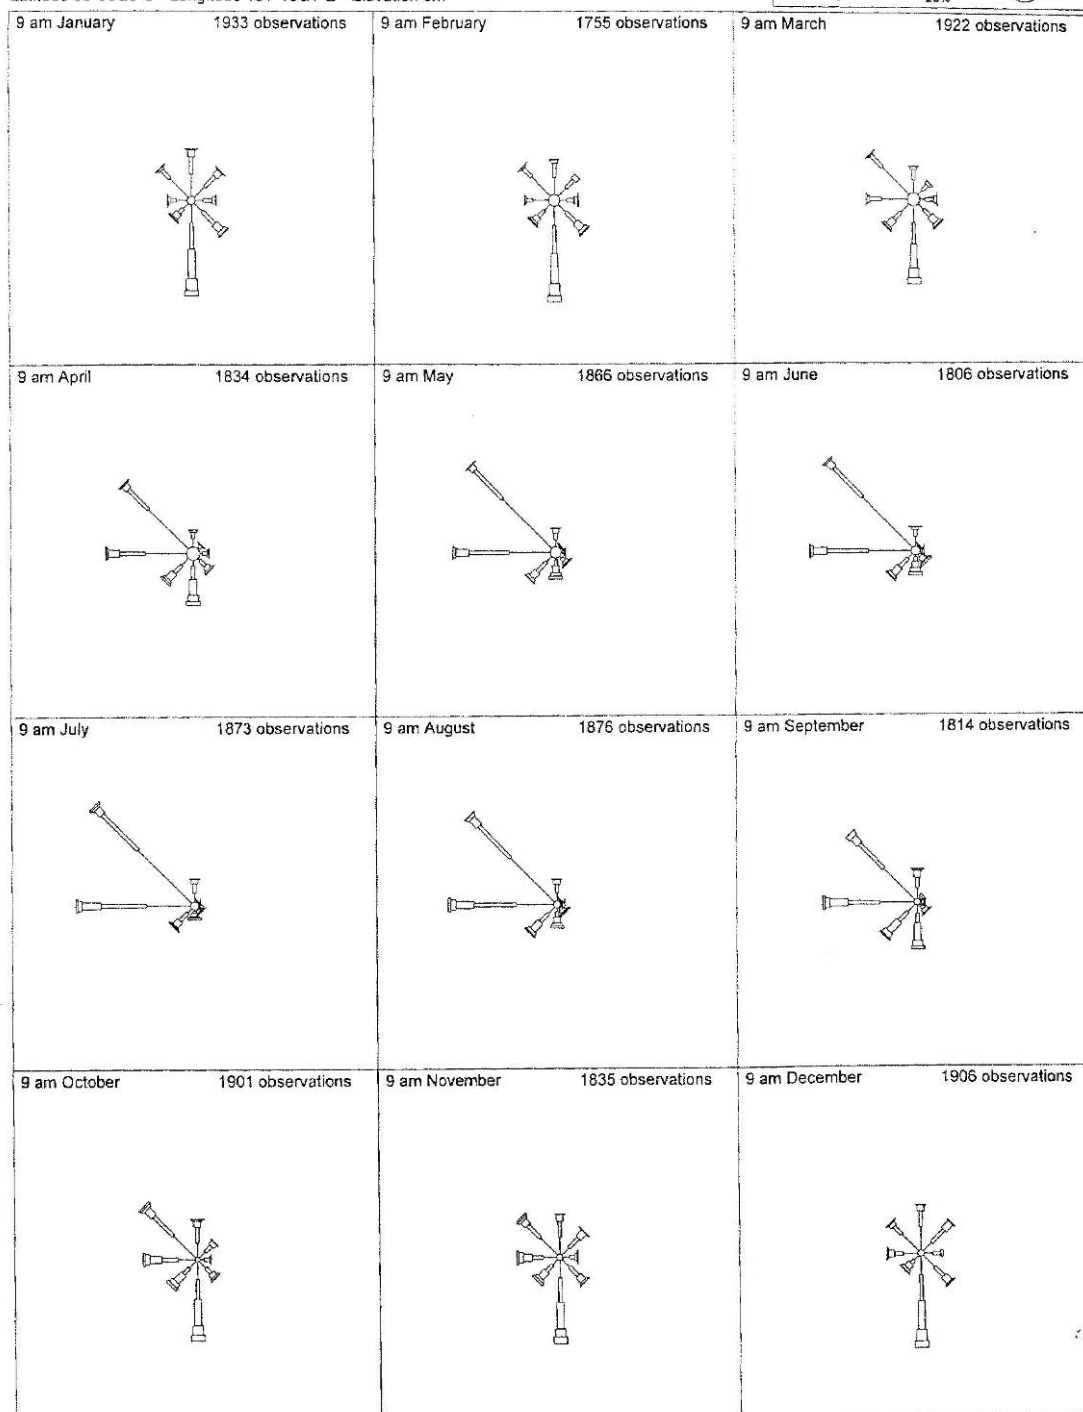 9 am January 1933 observations 9 am February 1755 observations 9 am March 1922 observations
9 am April 1834 observations 9 am May 1866 observations 9 am June 1806 observations
9 am July 1873 observations 9 am August 1876 observations 9 am September 1814 observations
9 am October 1901 observations 9 am November 1835 observations 9 am December 1906 observations